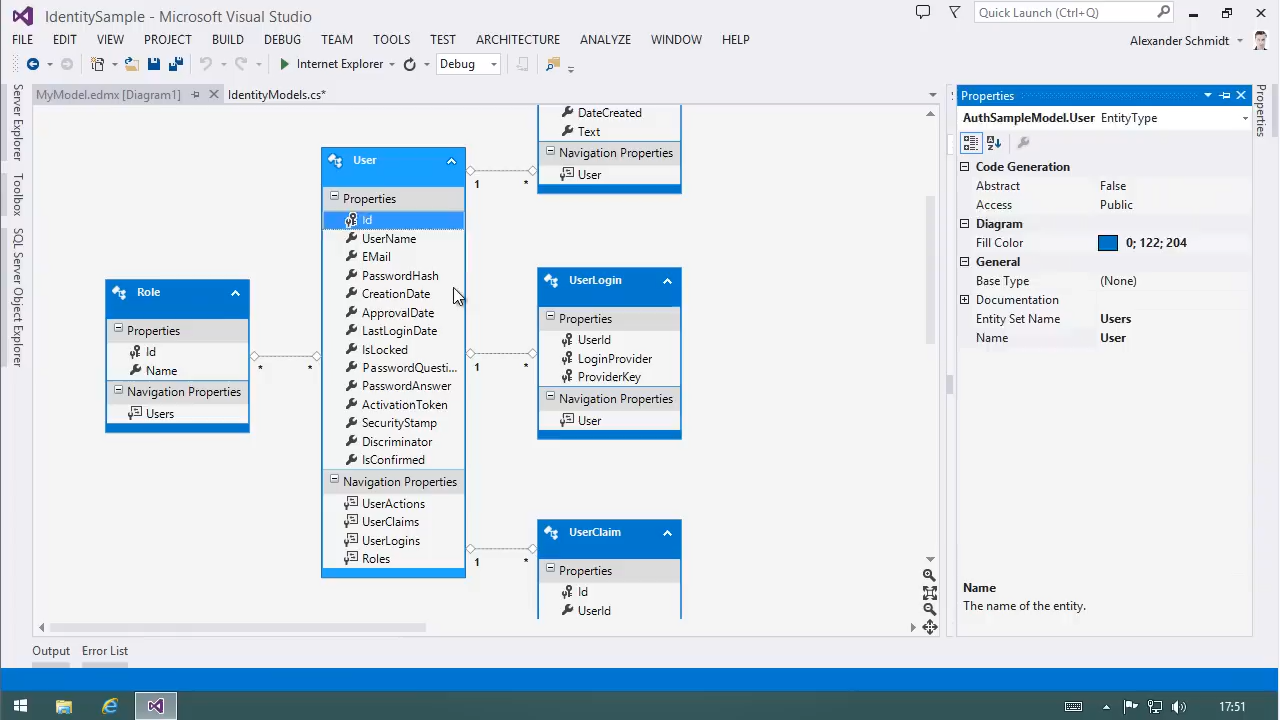 IdentitySample - Microsoft Visual Studio
Quick Launch (Ctrl+Q)
FILE EDIT VIEW PROJECT BUILD DEBUG TEAM TOOLS TEST ARCHITECTURE ANALYZE WINDOW HELP
Alexander Schmidt
Internet Explorer
Debug
Server Explorer
Toolbox
SQL Server Object Explorer
MyModel.edmx [Diagram1]
IdentityModels.cs*
Role
Properties
Id
Name
Navigation Properties
Users
User
Properties
Id
UserName
EMail
PasswordHash
CreationDate
ApprovalDate
LastLoginDate
IsLocked
PasswordQuesti...
PasswordAnswer
ActivationToken
SecurityStamp
Discriminator
IsConfirmed
Navigation Properties
UserActions
UserClaims
UserLogins
Roles
* *
1 *
1 *
1 *
DateCreated
Text
Navigation Properties
User
UserLogin
Properties
UserId
LoginProvider
ProviderKey
Navigation Properties
User
UserClaim
Properties
Id
UserId
Properties
AuthSampleModel.User EntityType
Code Generation
Abstract False
Access Public
Diagram
Fill Color 0; 122; 204
General
Base Type (None)
Documentation
Entity Set Name Users
Name User
Name
The name of the entity.
Properties
Output Error List
17:51